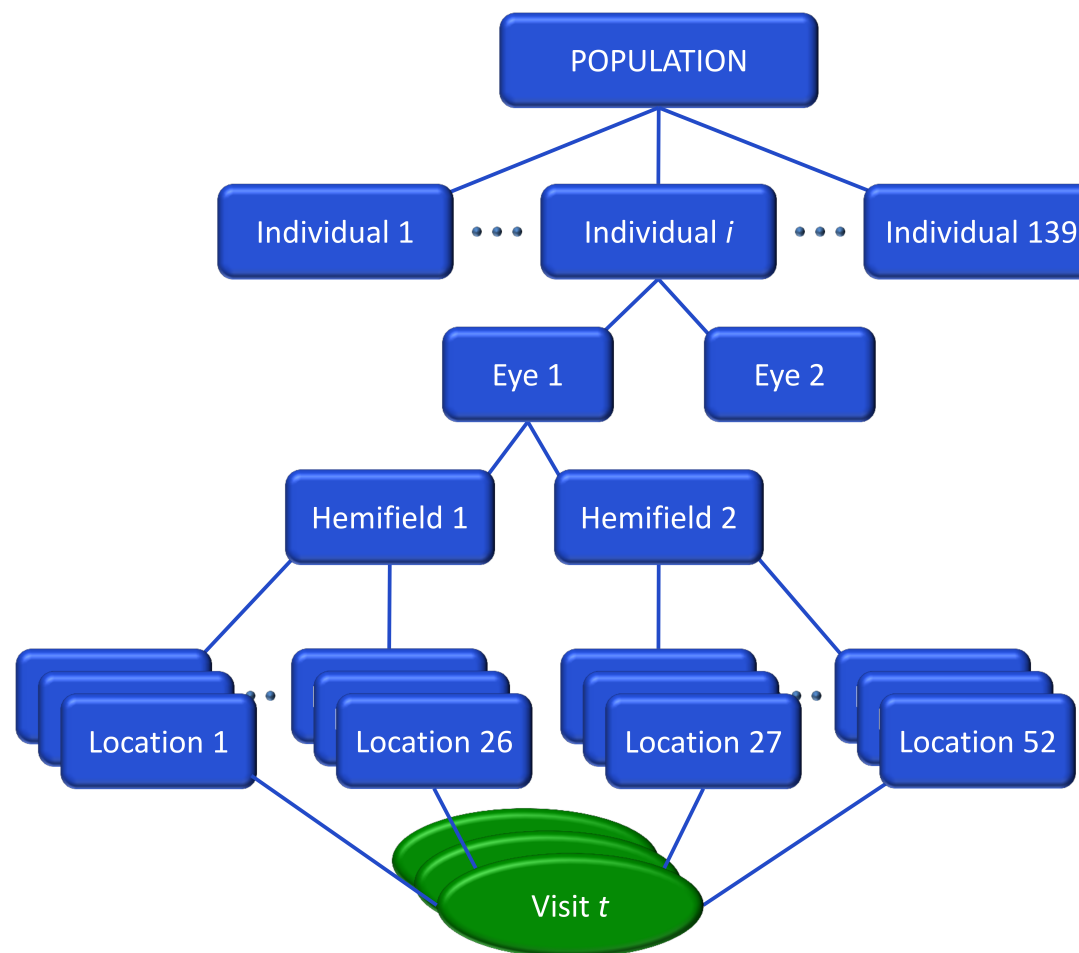 POPULATION
Individual 1
Individual i
Individual 139
Eye 1
Eye 2
Hemifield 1
Hemifield 2
Location 1
Location 26
Location 27
Location 52
Visit t